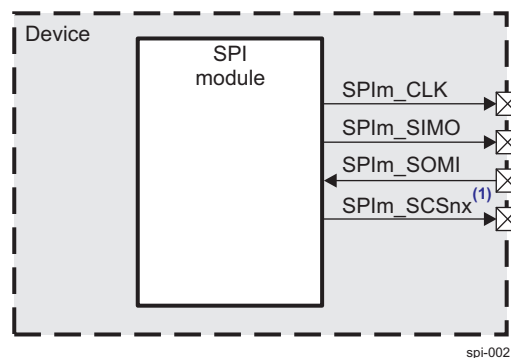 Device
SPI
module
SPIm_CLK
SPIm_SIMO
SPIm_SOMI
SPIm_SCSnx(1)
spi-002